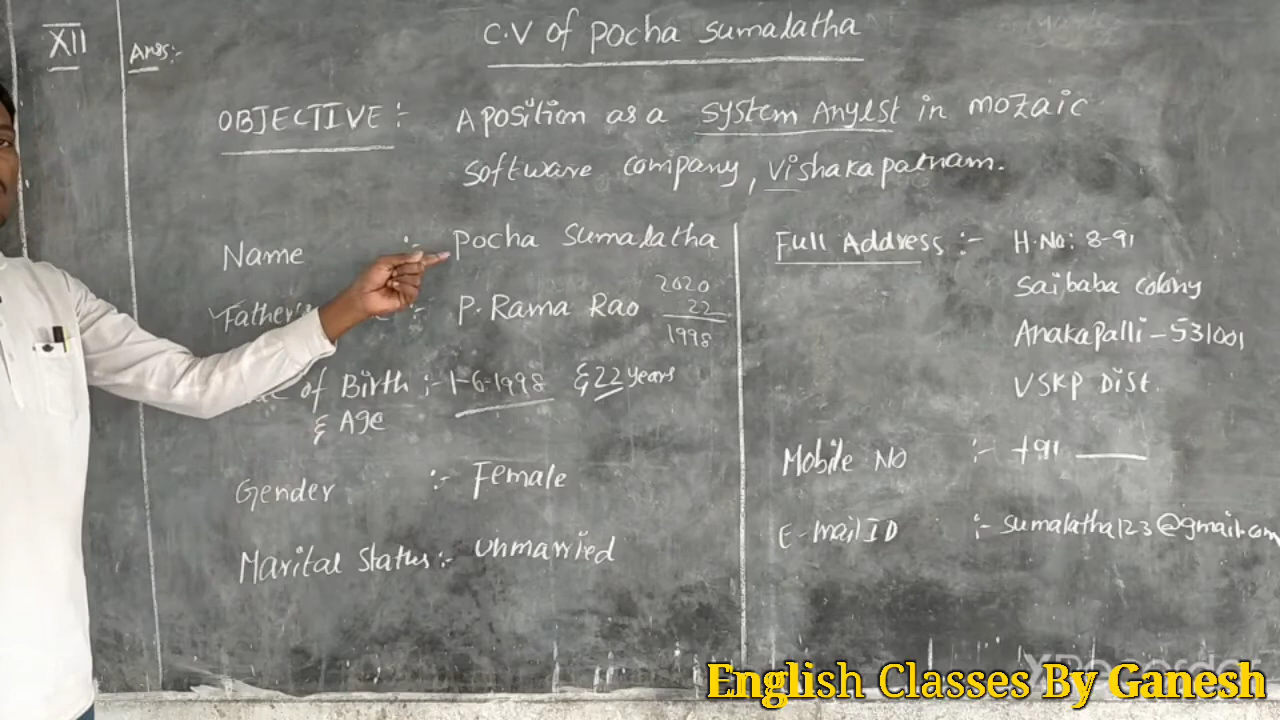 XII
Ans:-
C.V of Pocha Sumalatha
OBJECTIVE:- A Position as a System Anylst in Mozaic
Software company, Vishakapatnam.
Name :- Pocha Sumalatha
Father's :- P. Rama Rao
2020
22
1998
of Birth :- 1-6-1998 & 22 years
& Age
Gender :- Female
Marital Status :- Unmarried
Full Address :- H.No: 8-91
Saibaba colony
Anakapalli - 531001
VSKP Dist.
Mobile No :- +91
E-mail ID :- Sumalatha123@gmail.com
English Classes By Ganesh